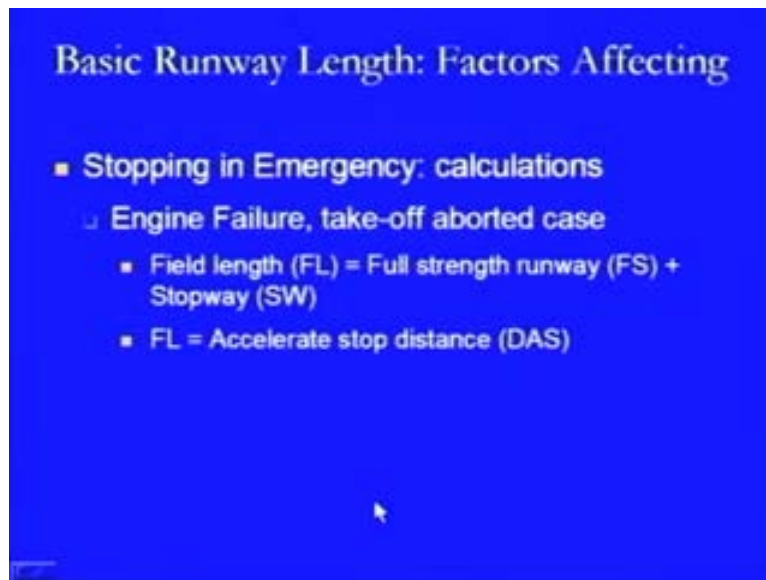 Basic Runway Length: Factors Affecting
Stopping in Emergency: calculations
Engine Failure, take-off aborted case
Field length (FL) = Full strength runway (FS) +
Stopway (SW)
FL = Accelerate stop distance (DAS)